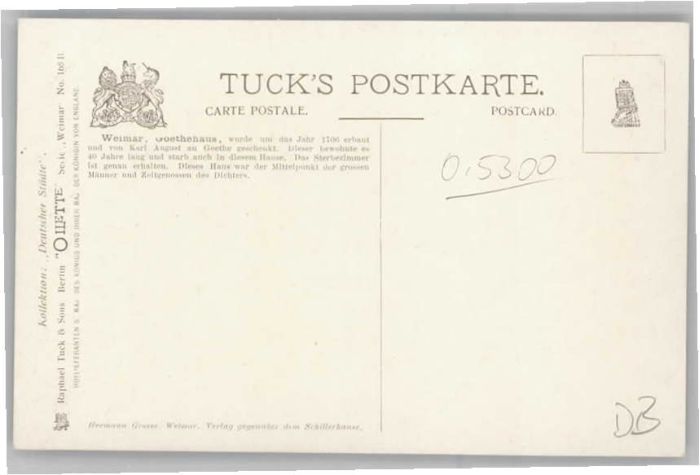 TUCK'S POSTKARTE.
CARTE POSTALE.
POSTCARD.
Weimar, Goethehaus, wurde um das Jahr 1706 erbaut
und von Karl August an Goethe geschenkt. Dieser bewohnte es
40 Jahre lang und starb auch in diesem Hause. Das Sterbezimmer
ist genau erhalten. Dieses Haus war der Mittelpunkt der grossen
Männer und Zeitgenossen des Dichters.
0.5300
Kollektion: „Deutscher Städte“.
Raphael Tuck & Sons Berlin "OILETTE" Serie „Weimar" No.
HOFLIEFERANTEN S. MAJ. DES KÖNIGS UND IHRER MAJ. DER KÖNIGIN VON ENGLAND.
Hermann Grosse, Weimar, Verlag gegenüber dem Schillerhause.
DB